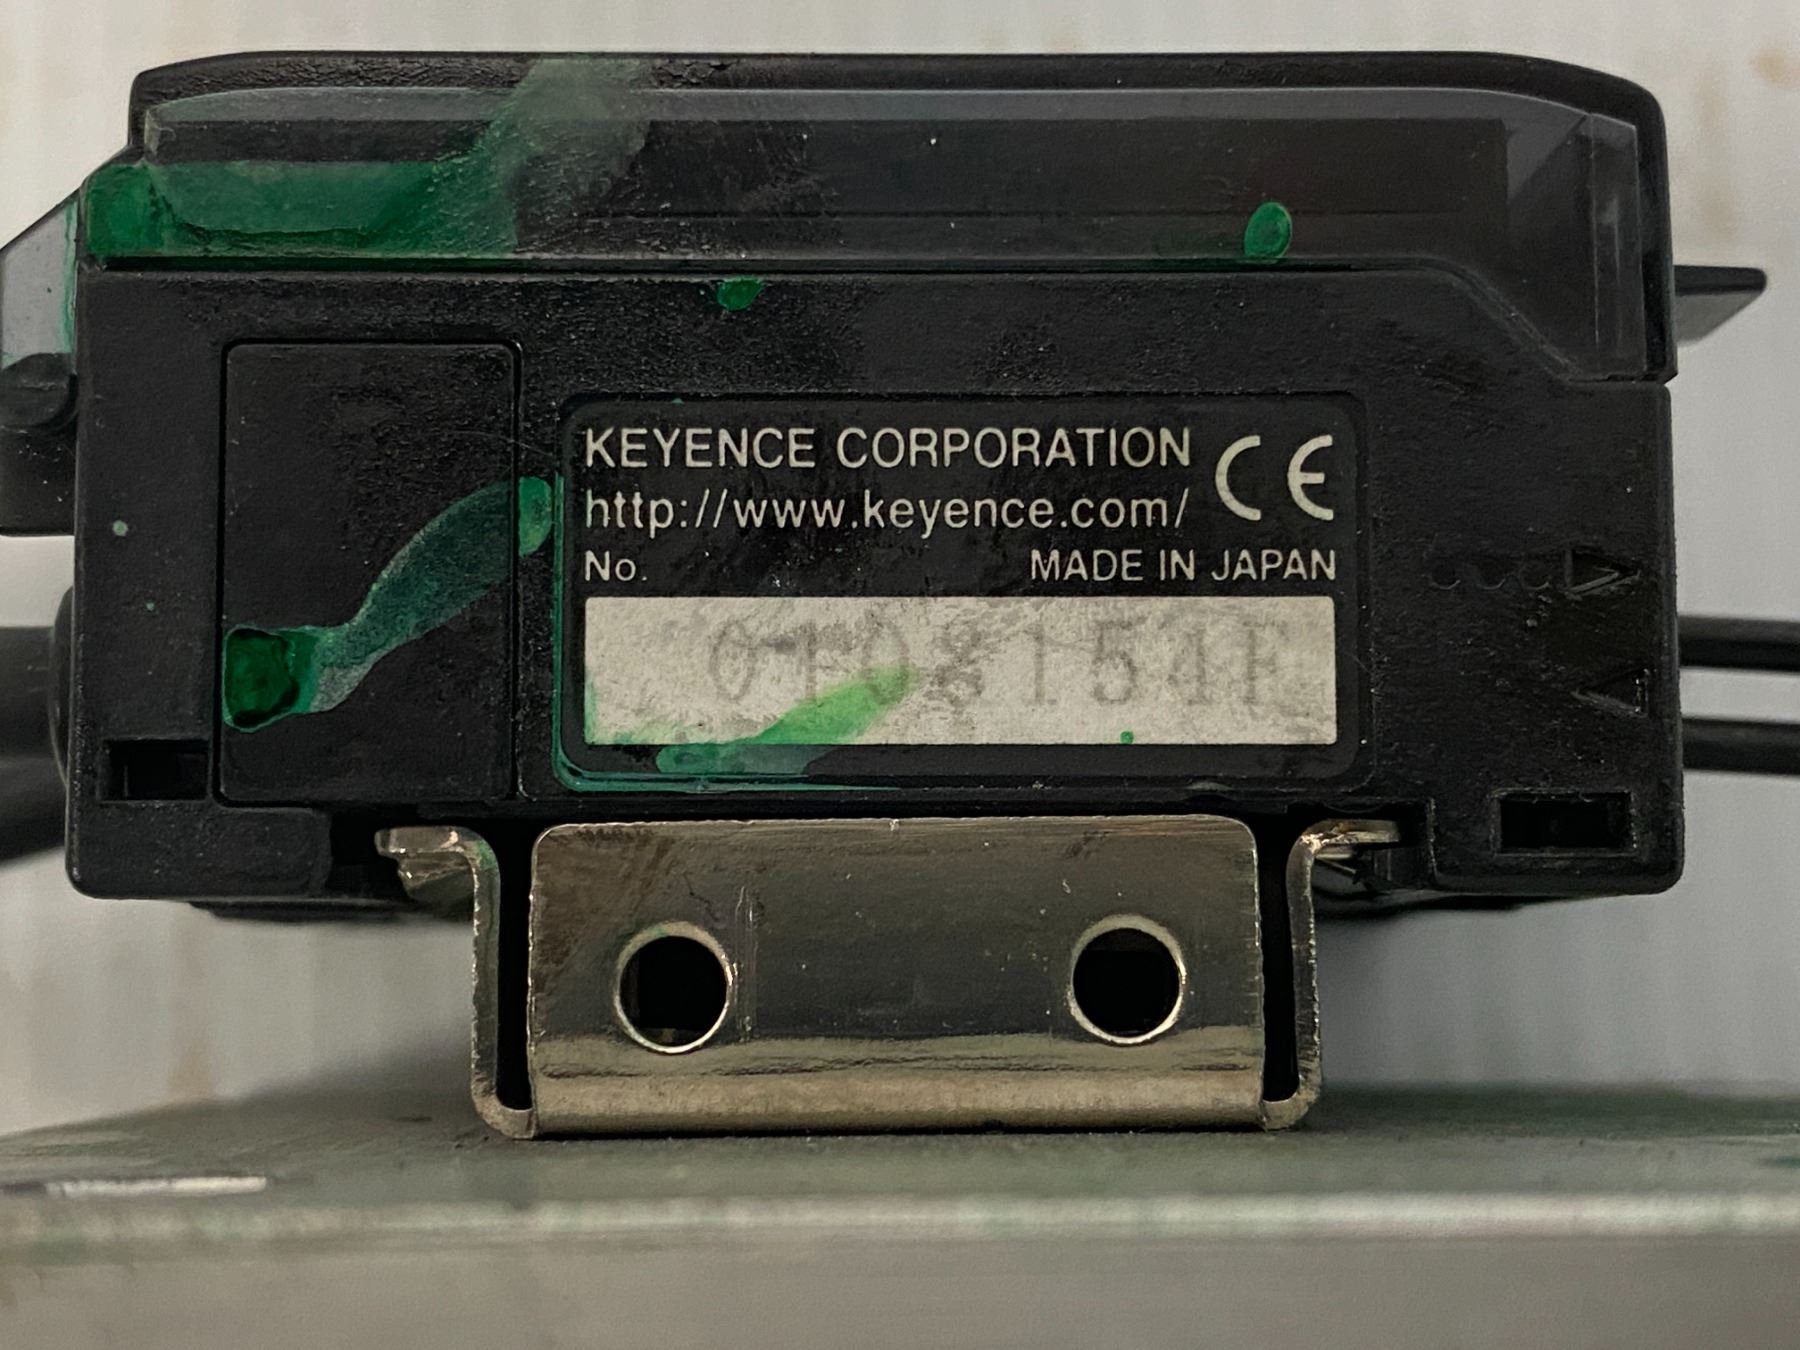 KEYENCE CORPORATION CE
http://www.keyence.com/
No. MADE IN JAPAN